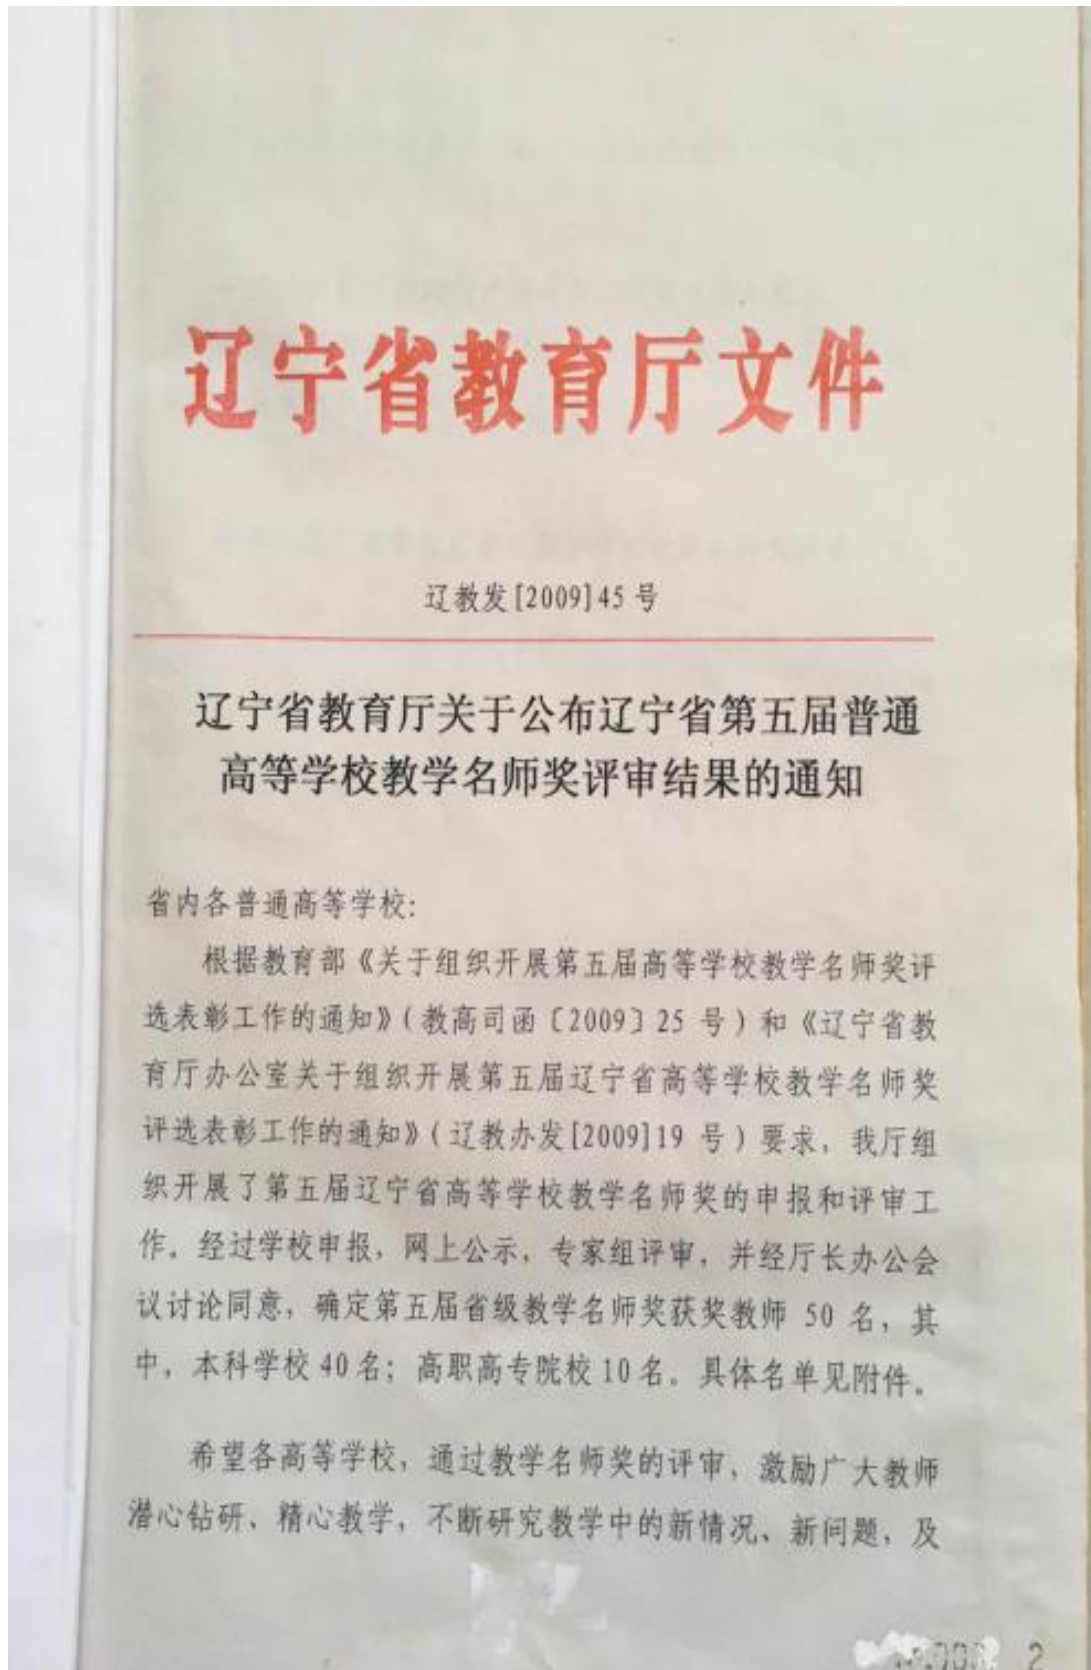 辽宁省教育厅文件
辽教发[2009]45 号
辽宁省教育厅关于公布辽宁省第五届普通
高等学校教学名师奖评审结果的通知
省内各普通高等学校:
根据教育部《关于组织开展第五届高等学校教学名师奖评
选表彰工作的通知》(教高司函〔2009〕25 号)和《辽宁省教
育厅办公室关于组织开展第五届辽宁省高等学校教学名师奖
评选表彰工作的通知》(辽教办发[2009]19 号)要求，我厅组
织开展了第五届辽宁省高等学校教学名师奖的申报和评审工
作。经过学校申报，网上公示，专家组评审，并经厅长办公会
议讨论同意，确定第五届省级教学名师奖获奖教师 50 名，其
中，本科学校 40 名；高职高专院校 10 名。具体名单见附件。
希望各高等学校，通过教学名师奖的评审，激励广大教师
潜心钻研、精心教学，不断研究教学中的新情况、新问题，及
2